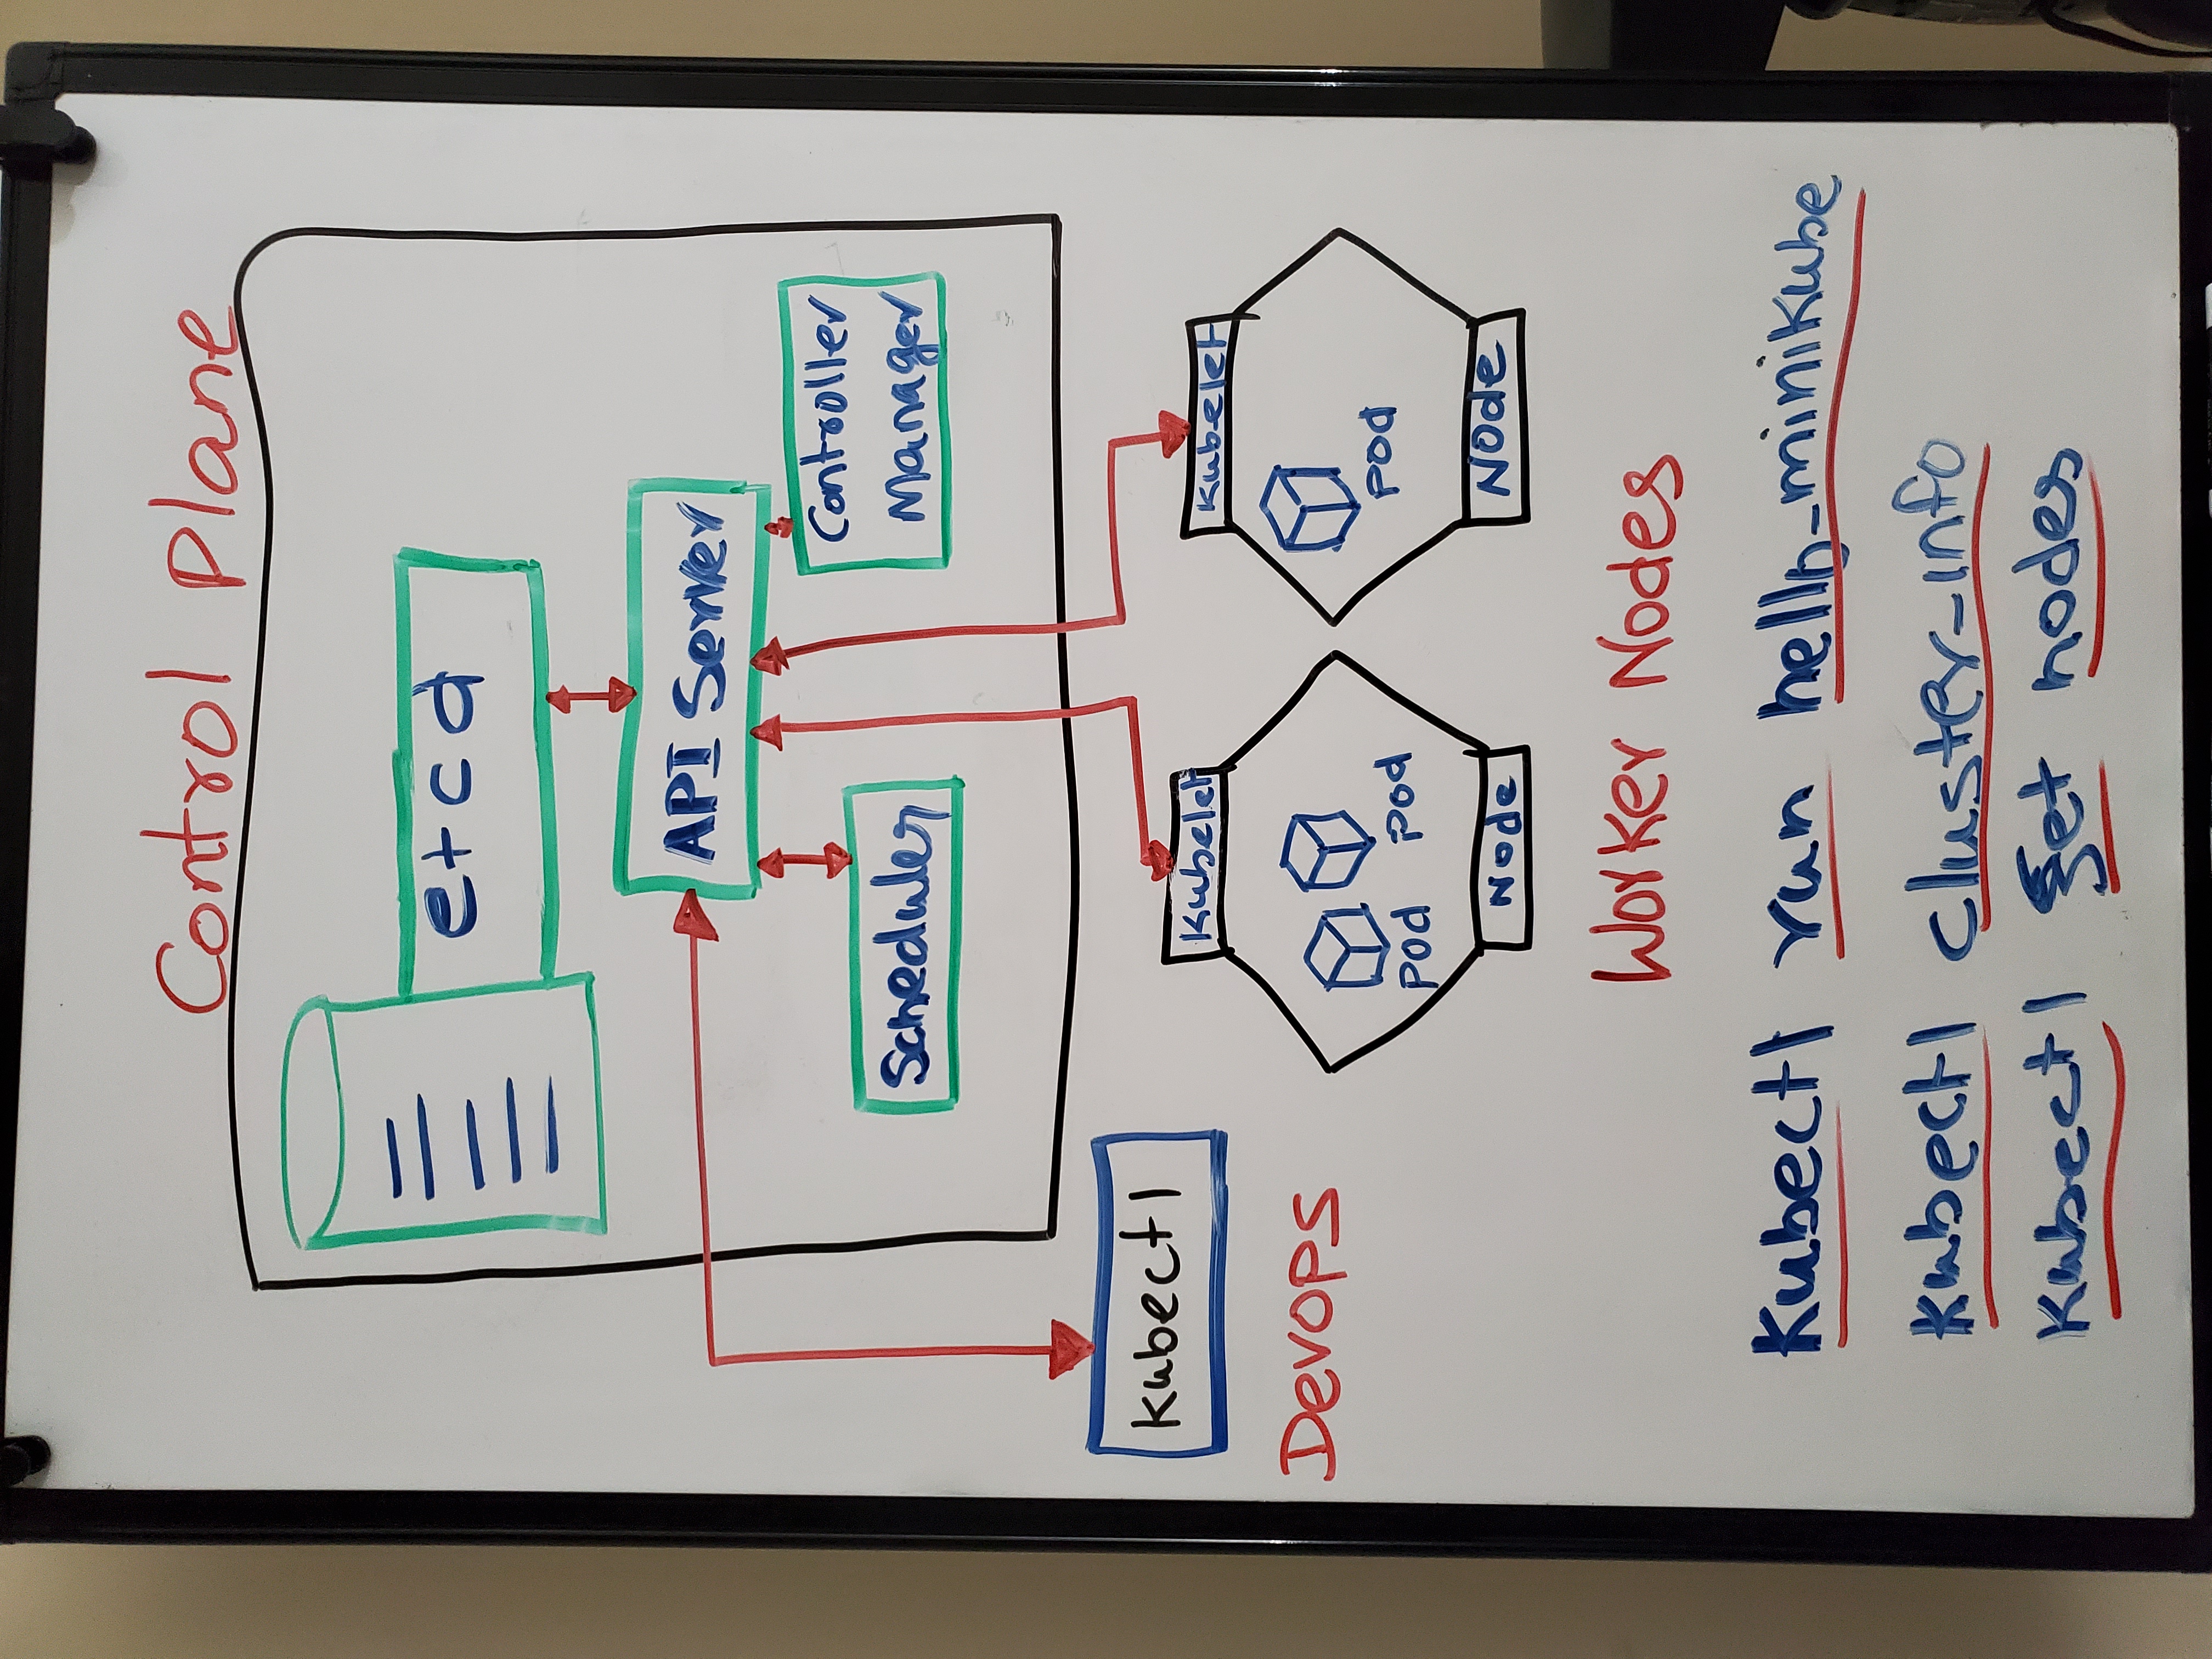 Control Plane
etcd
API Server
Scheduler
Controller
Manager
Kubectl
Devops
Kubelet
Kubelet
Pod
Pod
Pod
Node
Node
Worker Nodes
Kubectl run hello-minikube
Kubectl cluster-info
Kubectl get nodes